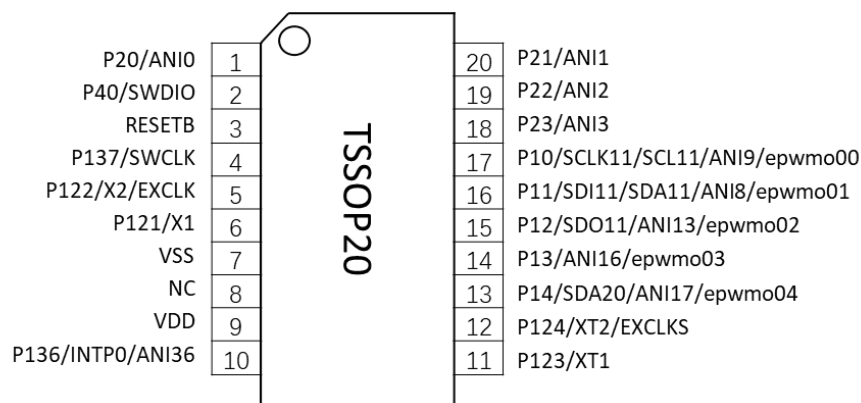 P20/ANI0 1
P40/SWDIO 2
RESETB 3
P137/SWCLK 4
P122/X2/EXCLK 5
P121/X1 6
VSS 7
NC 8
VDD 9
P136/INTP0/ANI36 10
TSSOP20
20 P21/ANI1
19 P22/ANI2
18 P23/ANI3
17 P10/SCLK11/SCL11/ANI9/epwmo00
16 P11/SDI11/SDA11/ANI8/epwmo01
15 P12/SDO11/ANI13/epwmo02
14 P13/ANI16/epwmo03
13 P14/SDA20/ANI17/epwmo04
12 P124/XT2/EXCLKS
11 P123/XT1